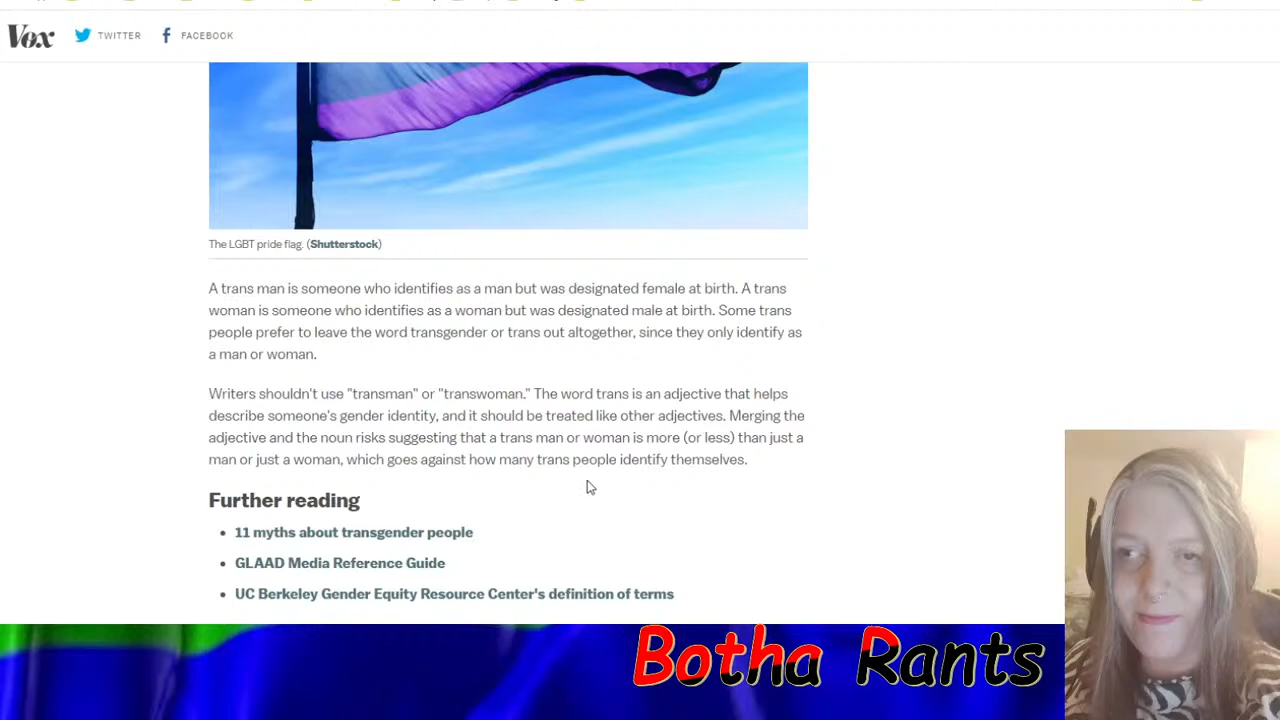 Vox TWITTER FACEBOOK
The LGBT pride flag. (Shutterstock)
A trans man is someone who identifies as a man but was designated female at birth. A trans
woman is someone who identifies as a woman but was designated male at birth. Some trans
people prefer to leave the word transgender or trans out altogether, since they only identify as
a man or woman.
Writers shouldn't use "transman" or "transwoman." The word trans is an adjective that helps
describe someone's gender identity, and it should be treated like other adjectives. Merging the
adjective and the noun risks suggesting that a trans man or woman is more (or less) than just a
man or just a woman, which goes against how many trans people identify themselves.
Further reading
11 myths about transgender people
GLAAD Media Reference Guide
UC Berkeley Gender Equity Resource Center's definition of terms
Botha Rants